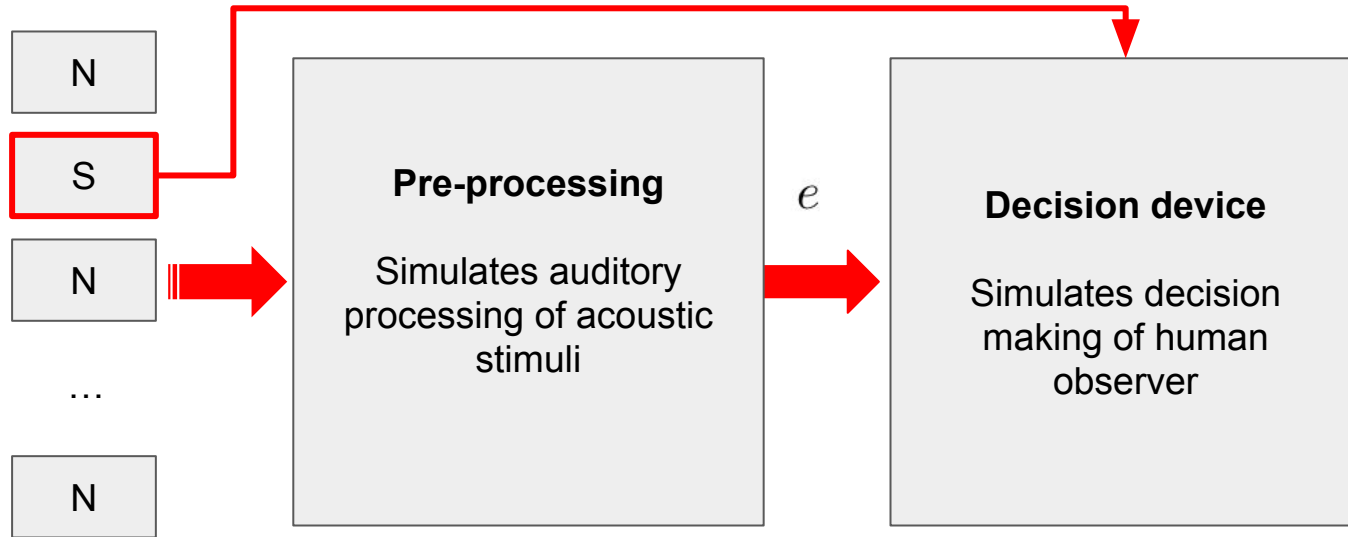 N
S
N
…
N
Pre-processing
Simulates auditory
processing of acoustic
stimuli
e
Decision device
Simulates decision
making of human
observer